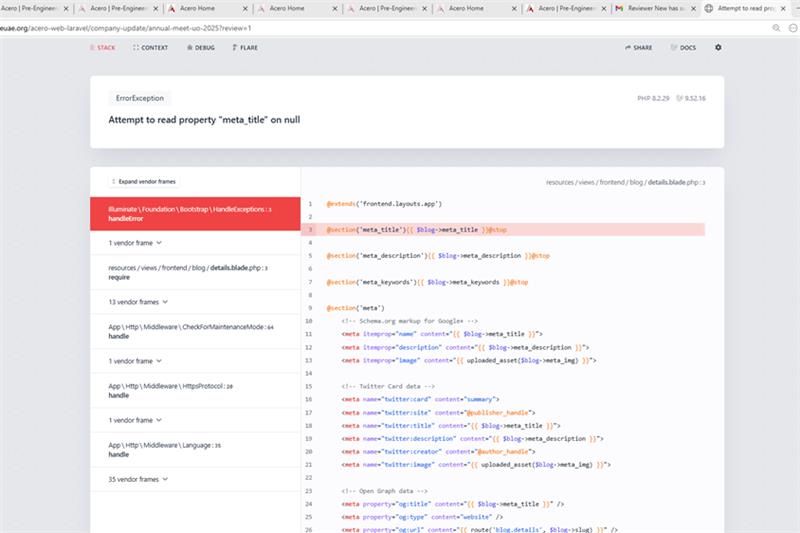 Acero | Pre-Engineer
Acero | Pre-Engineer
Acero Home
Acero Home
Acero | Pre-Engineer
Acero Home
Acero | Pre-Engineer
Reviewer New has su
Attempt to read prop
euae.org/acero-web-laravel/company-update/annual-meet-uo-2025?review=1
STACK CONTEXT DEBUG FLARE SHARE DOCS
ErrorException PHP 8.2.29 9.52.16
Attempt to read property "meta_title" on null
Expand vendor frames
Illuminate \ Foundation \ Bootstrap \ HandleExceptions : 3
handleError
1 vendor frame
resources / views / frontend / blog / details.blade.php : 3
require
13 vendor frames
App \ Http \ Middleware \ CheckForMaintenanceMode : 64
handle
1 vendor frame
App \ Http \ Middleware \ HttpsProtocol : 20
handle
1 vendor frame
App \ Http \ Middleware \ Language : 35
handle
35 vendor frames
resources / views / frontend / blog / details.blade.php : 3
1 @extends('frontend.layouts.app')
2
3 @section('meta_title'){{ $blog->meta_title }}@stop
4
5 @section('meta_description'){{ $blog->meta_description }}@stop
6
7 @section('meta_keywords'){{ $blog->meta_keywords }}@stop
8
9 @section('meta')
10 <!-- Schema.org markup for Google+ -->
11 <meta itemprop="name" content="{{ $blog->meta_title }}">
12 <meta itemprop="description" content="{{ $blog->meta_description }}">
13 <meta itemprop="image" content="{{ uploaded_asset($blog->meta_img) }}">
14
15 <!-- Twitter Card data -->
16 <meta name="twitter:card" content="summary">
17 <meta name="twitter:site" content="@publisher_handle">
18 <meta name="twitter:title" content="{{ $blog->meta_title }}">
19 <meta name="twitter:description" content="{{ $blog->meta_description }}">
20 <meta name="twitter:creator" content="@author_handle">
21 <meta name="twitter:image" content="{{ uploaded_asset($blog->meta_img) }}">
22
23 <!-- Open Graph data -->
24 <meta property="og:title" content="{{ $blog->meta_title }}" />
25 <meta property="og:type" content="website" />
26 <meta property="og:url" content="{{ route('blog.details', $blog->slug) }}" />